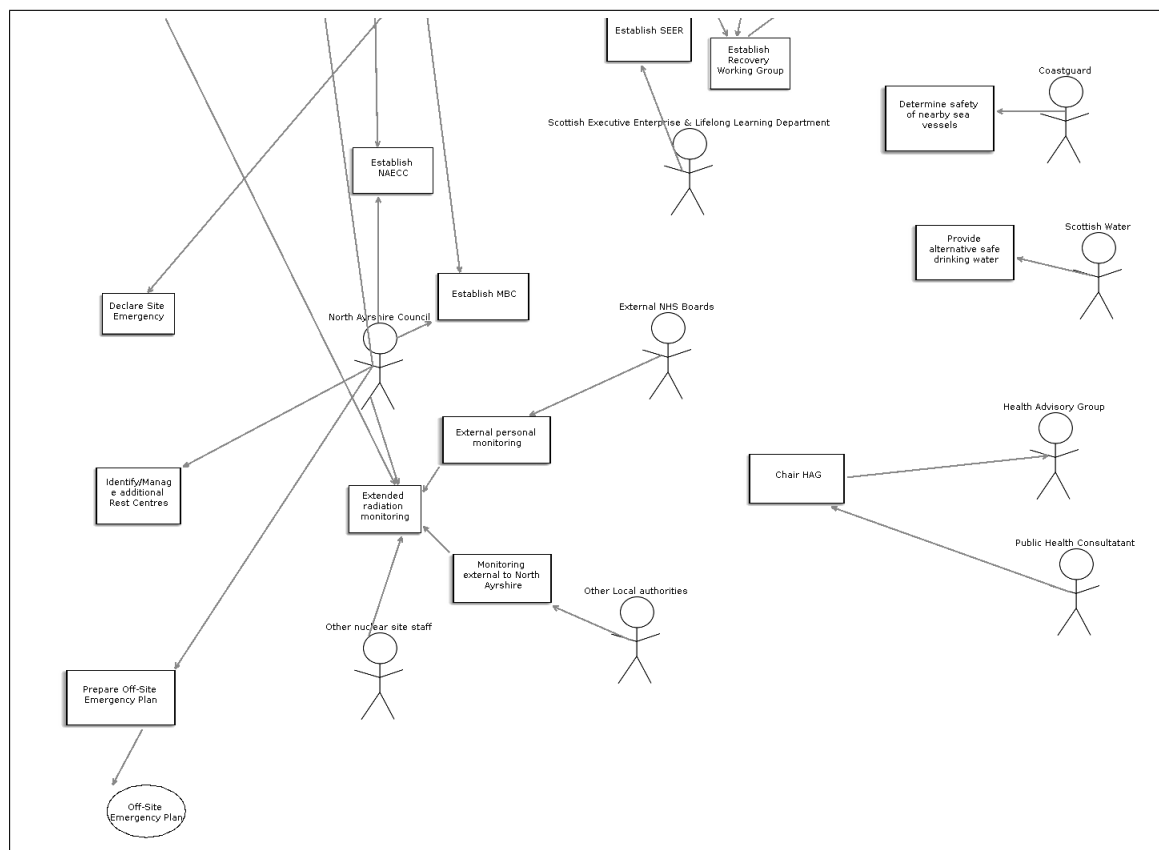 Establish SEER
Establish
Recovery
Working Group
Coastguard
Determine safety
of nearby sea
vessels
Scottish Executive Enterprise & Lifelong Learning Department
Establish
NAECC
Scottish Water
Provide
alternative safe
drinking water
Establish MBC
Declare Site
Emergency
North Ayrshire Council
External NHS Boards
Health Advisory Group
External personal
monitoring
Chair HAG
Identify/Manag
e additional
Rest Centres
Extended
radiation
monitoring
Public Health Consultatant
Monitoring
external to North
Ayrshire
Other Local authorities
Other nuclear site staff
Prepare Off-Site
Emergency Plan
Off-Site
Emergency Plan